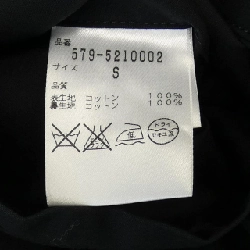 品番
579-5210002
サイズ
S
品質
表生地 コットン 100%
裏生地 コットン 100%